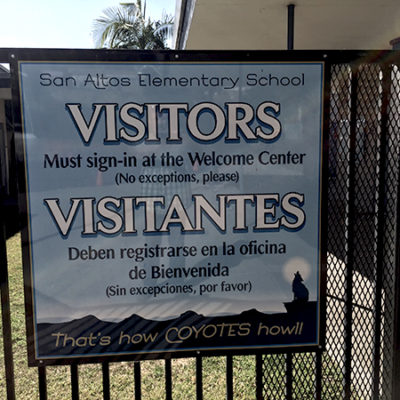 San Altos Elementary School
VISITORS
Must sign-in at the Welcome Center
(No exceptions, please)
VISITANTES
Deben registrarse en la oficina
de Bienvenida
(Sin excepciones, por favor)
That's how COYOTES howl!